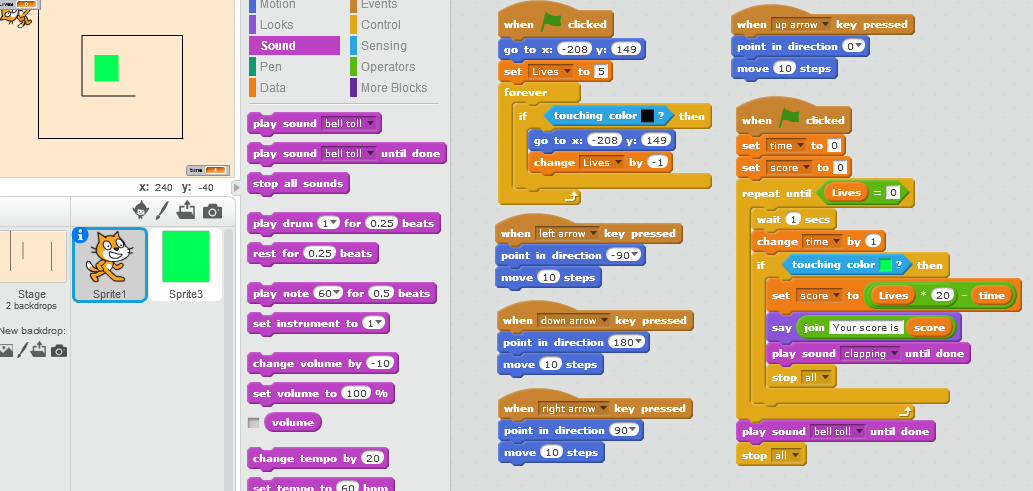 Lives
time
x: 240 y: -40
Stage
2 backdrops
New backdrop:
Sprite1
Sprite3
Motion
Looks
Sound
Pen
Data
Events
Control
Sensing
Operators
More Blocks
play sound bell toll
play sound bell toll until done
stop all sounds
play drum 1 for 0.25 beats
rest for 0.25 beats
play note 60 for 0.5 beats
set instrument to 1
change volume by -10
set volume to 100 %
volume
change tempo by 20
set tempo to 60 bpm
when clicked
go to x: -208 y: 149
set Lives to 5
forever
if touching color ? then
go to x: -208 y: 149
change Lives by -1
when left arrow key pressed
point in direction -90
move 10 steps
when down arrow key pressed
point in direction 180
move 10 steps
when right arrow key pressed
point in direction 90
move 10 steps
when up arrow key pressed
point in direction 0
move 10 steps
when clicked
set time to 0
set score to 0
repeat until Lives = 0
wait 1 secs
change time by 1
if touching color ? then
set score to Lives * 20 - time
say join Your score is score
play sound clapping until done
stop all
play sound bell toll until done
stop all